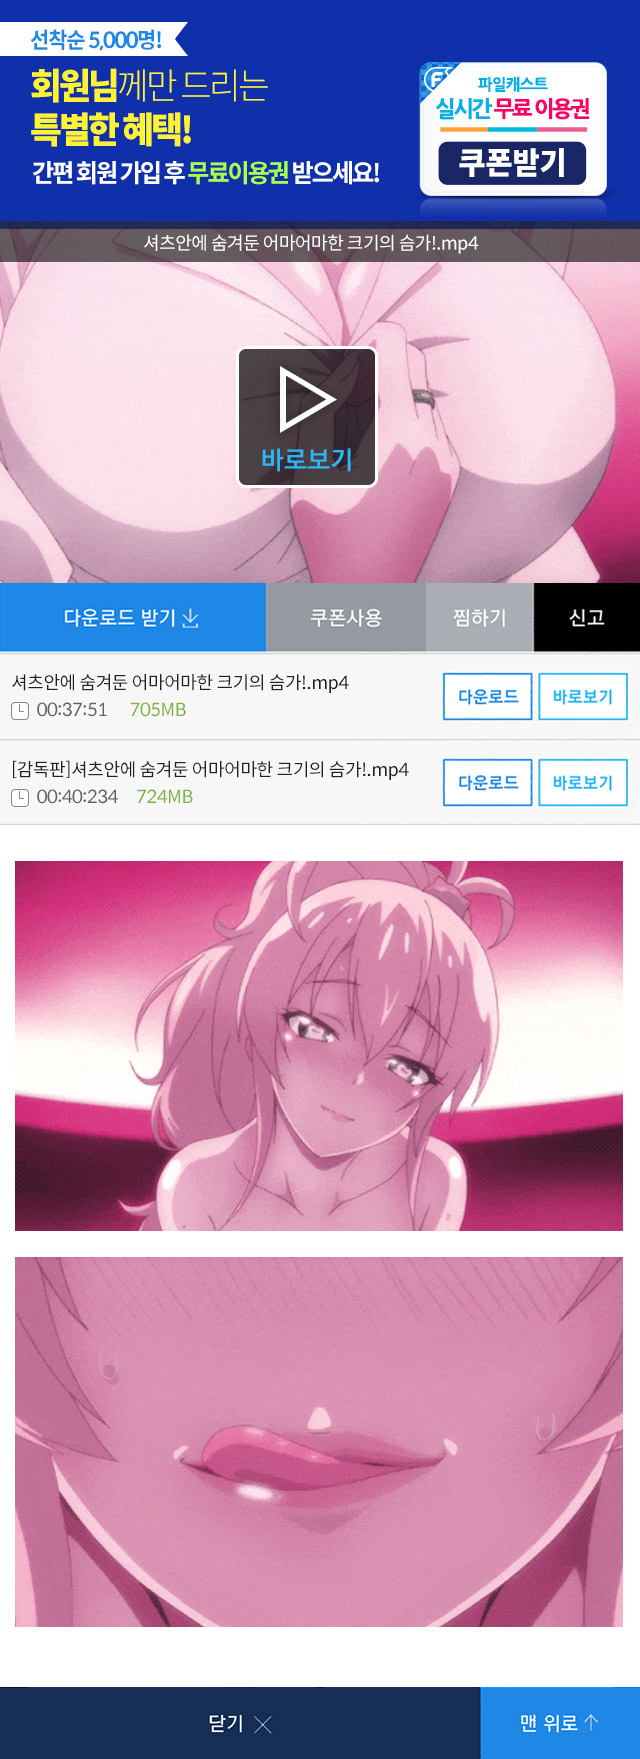 선착순 5,000명!
회원님께만 드리는
특별한 혜택!
간편 회원 가입 후 무료이용권 받으세요!
파일캐스트
실시간 무료 이용권
쿠폰받기
셔츠안에 숨겨둔 어마어마한 크기의 슴가!.mp4
바로보기
다운로드 받기 쿠폰사용 찜하기 신고
셔츠안에 숨겨둔 어마어마한 크기의 슴가!.mp4
00:37:51 705MB
다운로드 바로보기
[감독판]셔츠안에 숨겨둔 어마어마한 크기의 슴가!.mp4
00:40:234 724MB
다운로드 바로보기
닫기 맨 위로